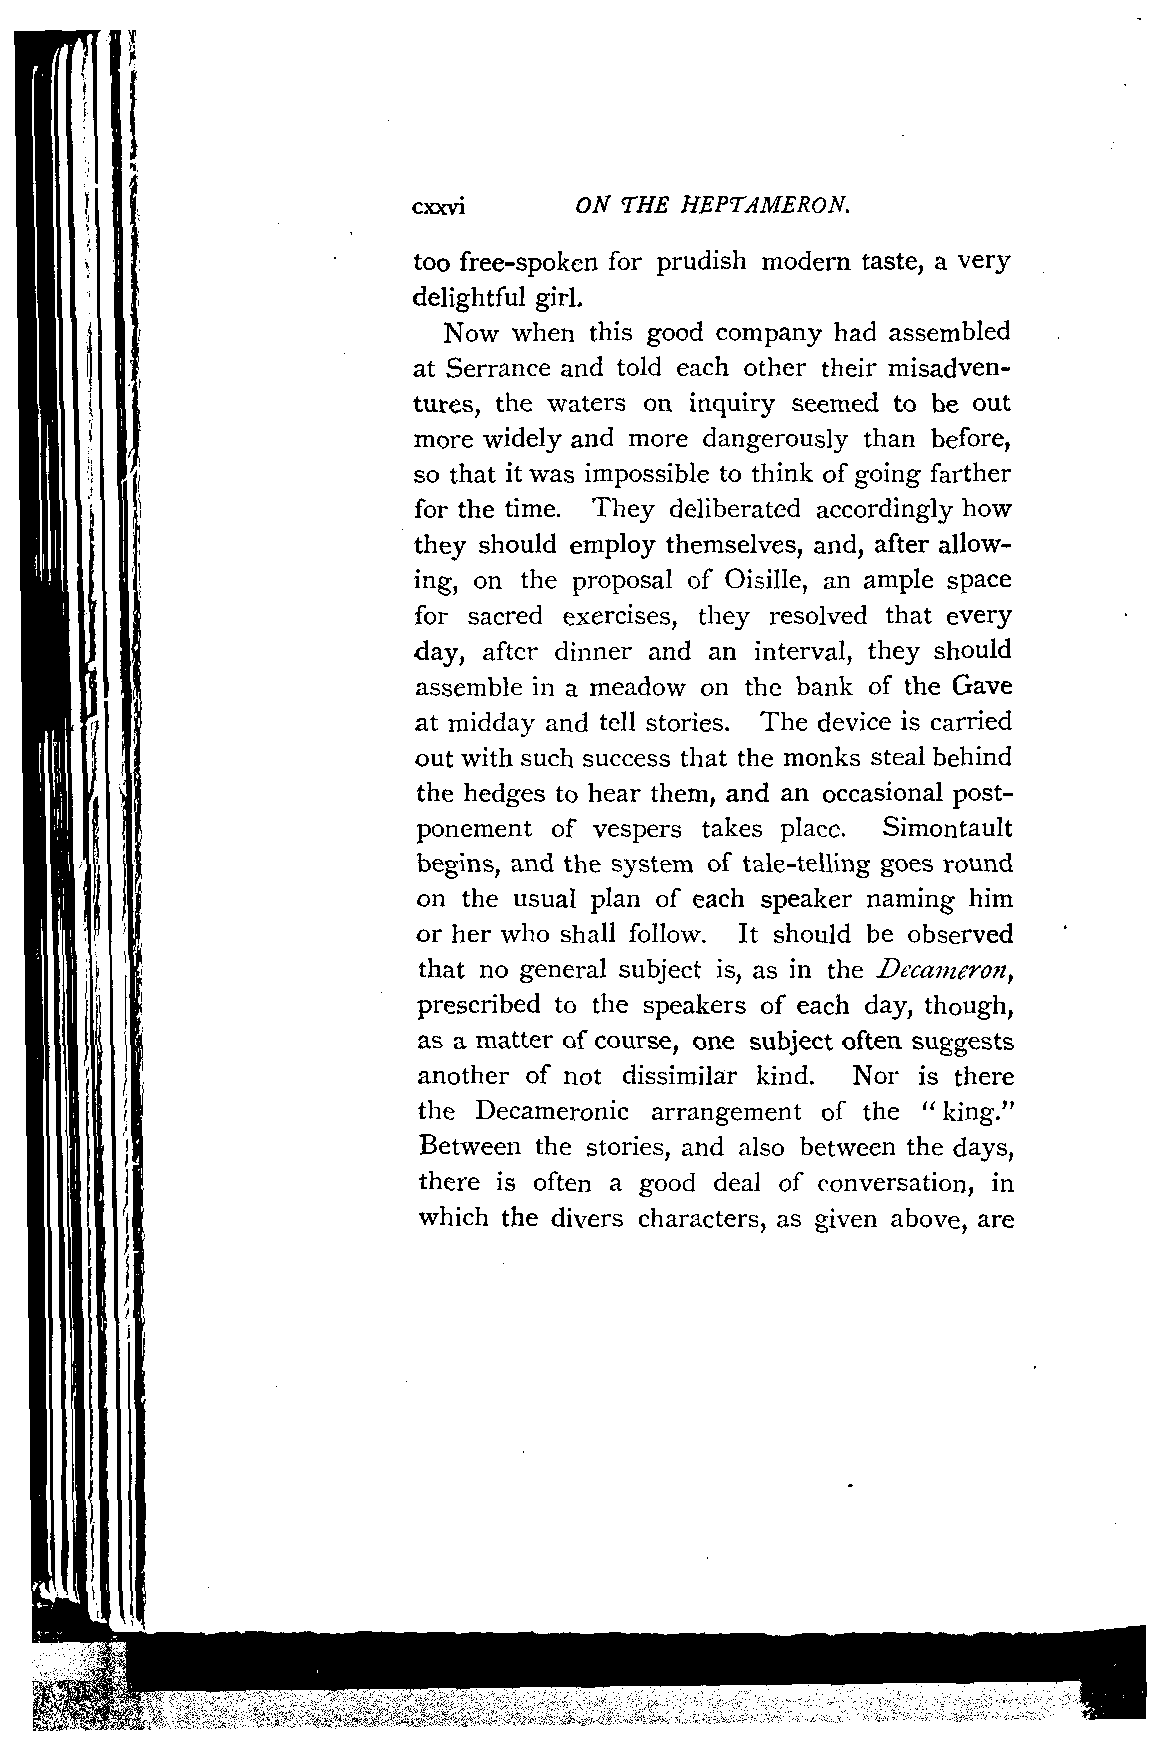 cxxvi ON THE HEPTAMERON.
too free-spoken for prudish modern taste, a very
delightful girl.
Now when this good company had assembled
at Serrance and told each other their misadven-
tures, the waters on inquiry seemed to be out
more widely and more dangerously than before,
so that it was impossible to think of going farther
for the time. They deliberated accordingly how
they should employ themselves, and, after allow-
ing, on the proposal of Oisille, an ample space
for sacred exercises, they resolved that every
day, after dinner and an interval, they should
assemble in a meadow on the bank of the Gave
at midday and tell stories. The device is carried
out with such success that the monks steal behind
the hedges to hear them, and an occasional post-
ponement of vespers takes place. Simontault
begins, and the system of tale-telling goes round
on the usual plan of each speaker naming him
or her who shall follow. It should be observed
that no general subject is, as in the Decameron,
prescribed to the speakers of each day, though,
as a matter of course, one subject often suggests
another of not dissimilar kind. Nor is there
the Decameronic arrangement of the "king."
Between the stories, and also between the days,
there is often a good deal of conversation, in
which the divers characters, as given above, are